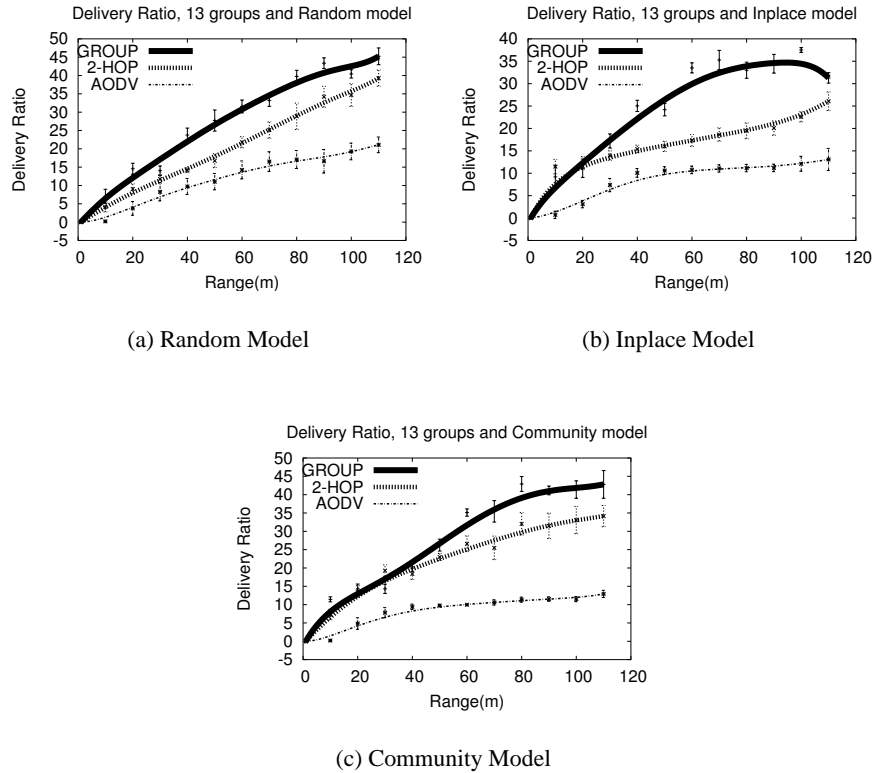 Delivery Ratio, 13 groups and Random model
50
45
40
35
30
25
20
15
10
5
0
-5
GROUP
2-HOP
AODV
Delivery Ratio
0 20 40 60 80 100 120
Range(m)
(a) Random Model
Delivery Ratio, 13 groups and Inplace model
40
35
30
25
20
15
10
5
0
-5
GROUP
2-HOP
AODV
Delivery Ratio
0 20 40 60 80 100 120
Range(m)
(b) Inplace Model
Delivery Ratio, 13 groups and Community model
50
45
40
35
30
25
20
15
10
5
0
-5
GROUP
2-HOP
AODV
Delivery Ratio
0 20 40 60 80 100 120
Range(m)
(c) Community Model